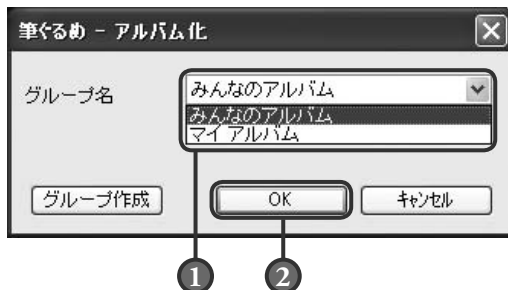 筆ぐるめ - アルバム化
グループ名
みんなのアルバム
みんなのアルバム
マイ アルバム
グループ作成
OK
キャンセル
1
2